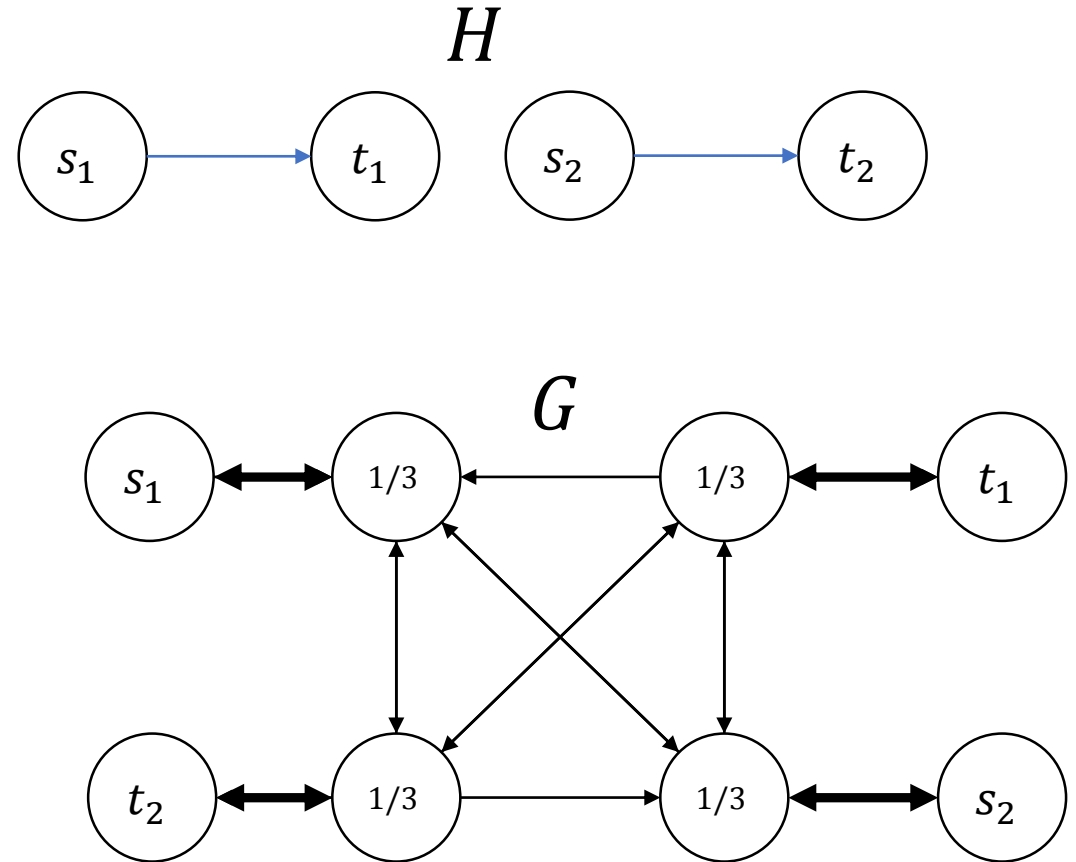 H
s₁ t₁ s₂ t₂
G
s₁ 1/3 1/3 t₁
t₂ 1/3 1/3 s₂